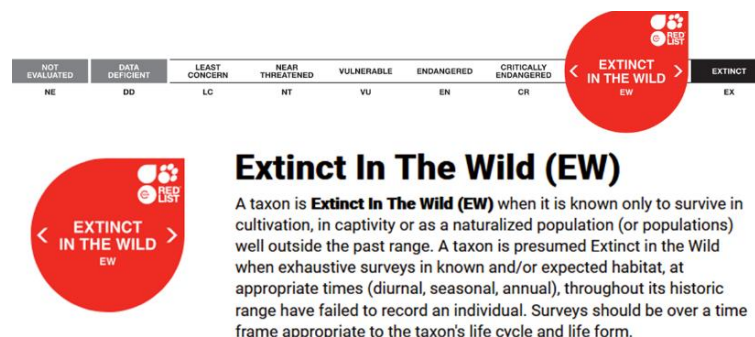 RED
LIST
NOT EVALUATED
DATA DEFICIENT
LEAST CONCERN
NEAR THREATENED
VULNERABLE
ENDANGERED
CRITICALLY ENDANGERED
< EXTINCT IN THE WILD >
EXTINCT
NE
DD
LC
NT
VU
EN
CR
EW
EX
RED
LIST
< EXTINCT
IN THE WILD >
EW
Extinct In The Wild (EW)
A taxon is Extinct In The Wild (EW) when it is known only to survive in
cultivation, in captivity or as a naturalized population (or populations)
well outside the past range. A taxon is presumed Extinct in the Wild
when exhaustive surveys in known and/or expected habitat, at
appropriate times (diurnal, seasonal, annual), throughout its historic
range have failed to record an individual. Surveys should be over a time
frame appropriate to the taxon's life cycle and life form.